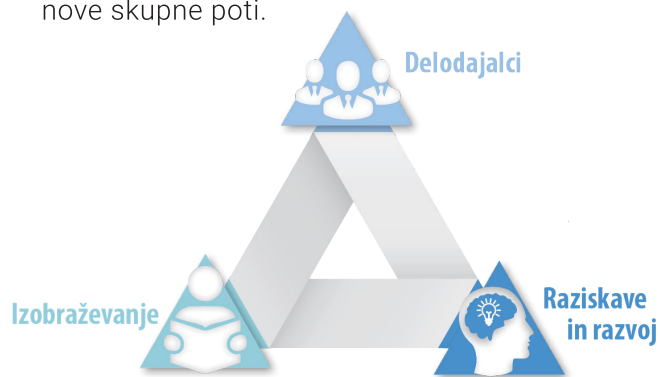 nove skupne poti.
Delodajalci
Izobraževanje
Raziskave
in razvoj